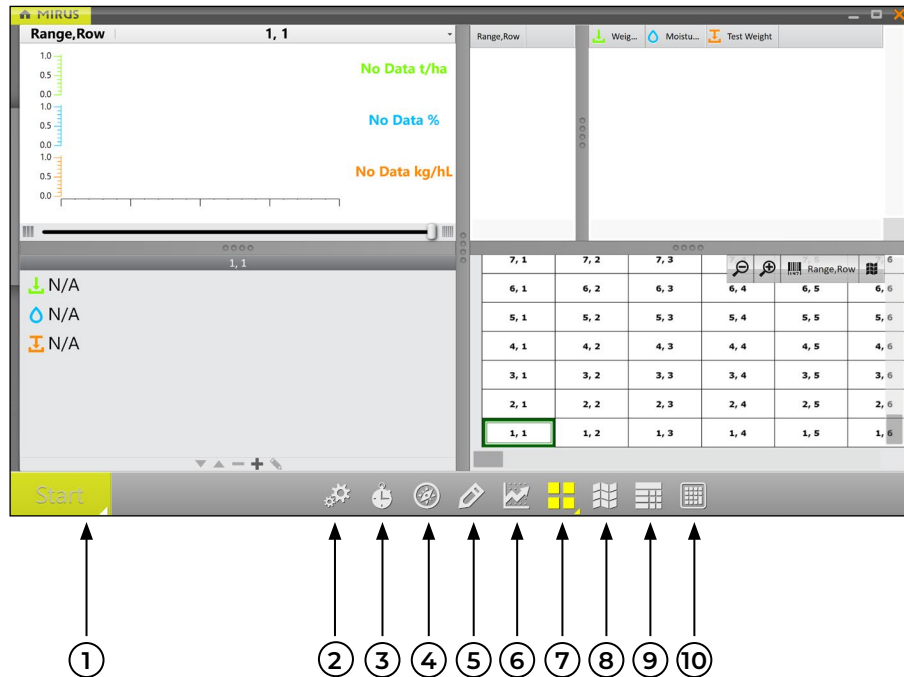 MIRUS
Range,Row 1, 1
1.0
0.5
0.0
No Data t/ha
1.0
0.5
0.0
No Data %
1.0
0.5
0.0
No Data kg/hL
Range,Row Weig... Moistu... Test Weight
1, 1
N/A
N/A
N/A
Range,Row
7, 1 7, 2 7, 3 6
6, 1 6, 2 6, 3 6, 4 6, 5 6, 6
5, 1 5, 2 5, 3 5, 4 5, 5 5, 6
4, 1 4, 2 4, 3 4, 4 4, 5 4, 6
3, 1 3, 2 3, 3 3, 4 3, 5 3, 6
2, 1 2, 2 2, 3 2, 4 2, 5 2, 6
1, 1 1, 2 1, 3 1, 4 1, 5 1, 6
Start
1 2 3 4 5 6 7 8 9 10